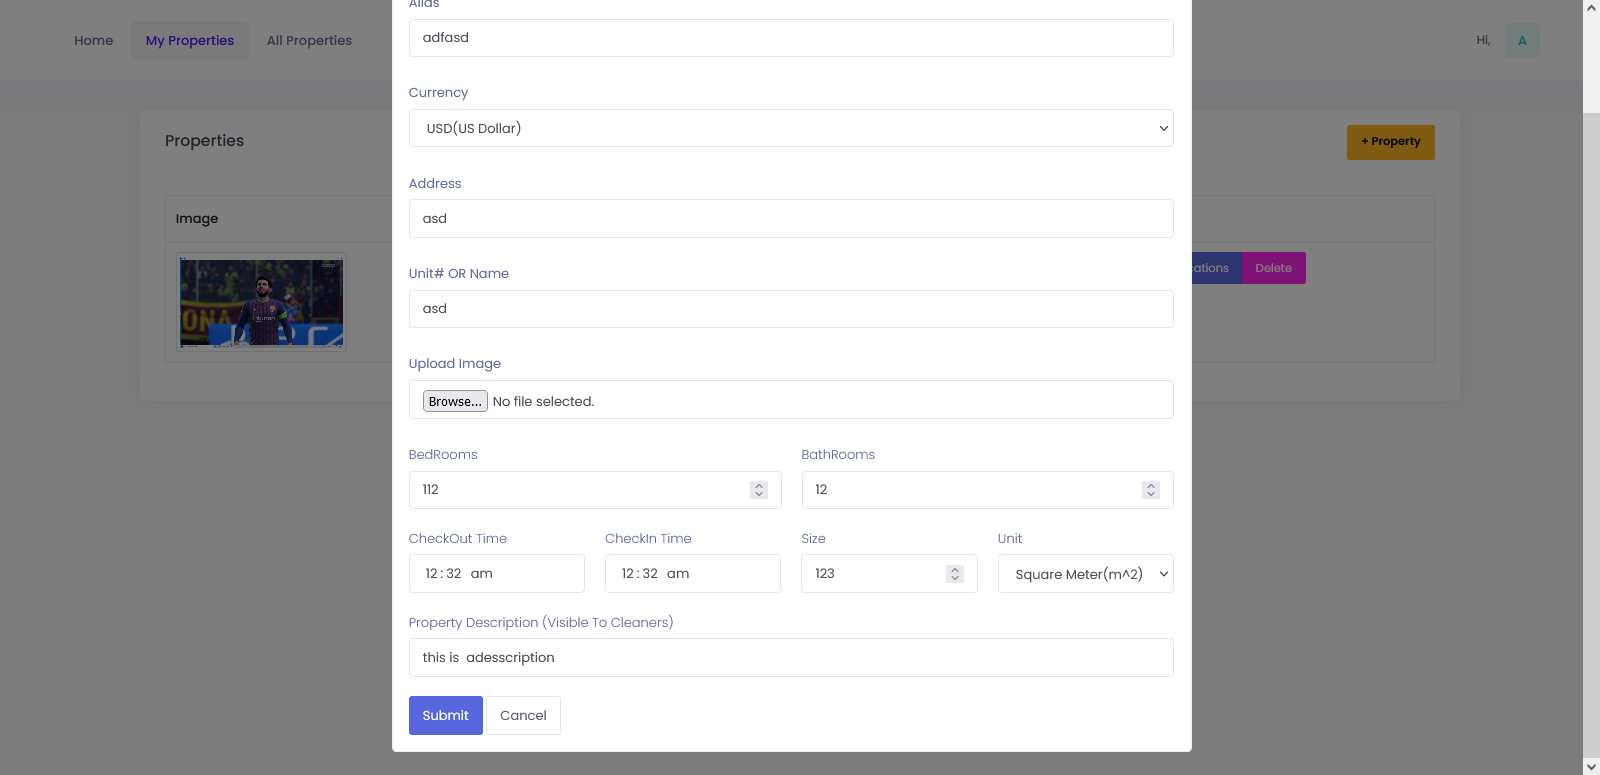 Alias
Home My Properties All Properties Hi, A
adfasd
Currency
USD(US Dollar)
Properties
+ Property
Address
asd
Image
Unit# OR Name
asd
cations Delete
Upload Image
Browse... No file selected.
BedRooms BathRooms
112 12
CheckOut Time CheckIn Time Size Unit
12 : 32 am 12 : 32 am 123 Square Meter(m^2)
Property Description (Visible To Cleaners)
this is  adesscription
Submit Cancel